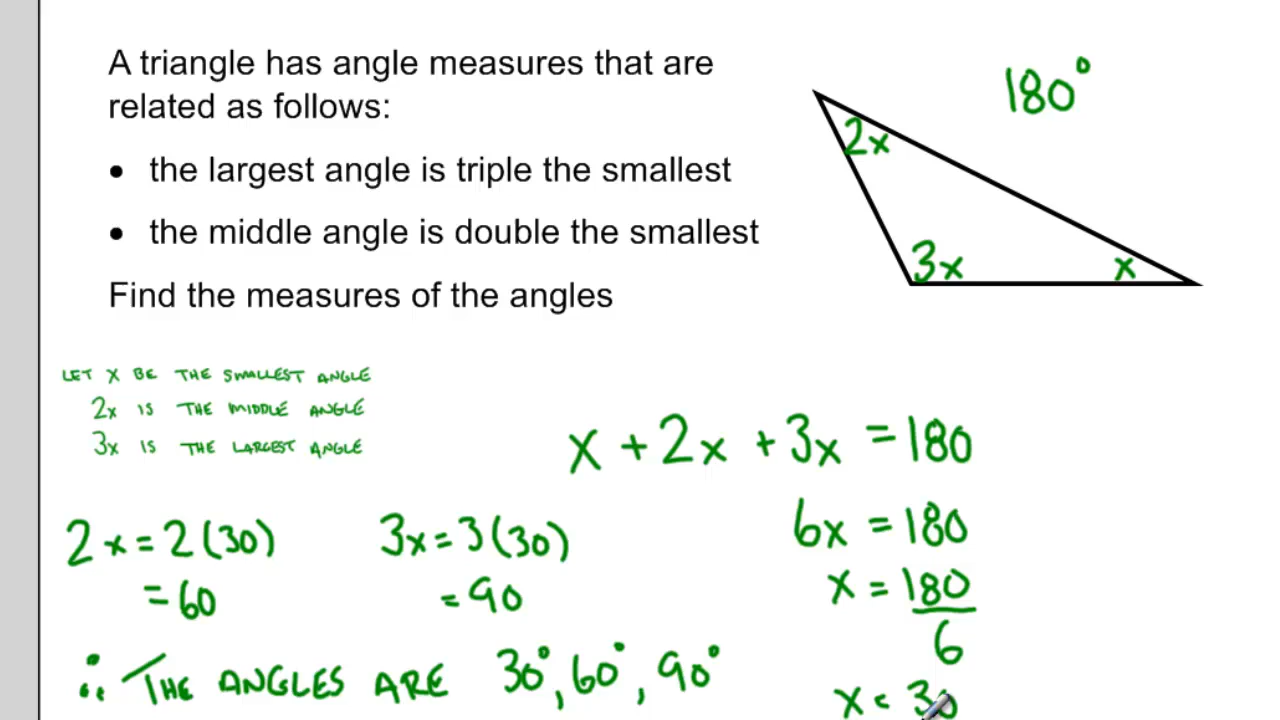 A triangle has angle measures that are
related as follows:
• the largest angle is triple the smallest
• the middle angle is double the smallest
Find the measures of the angles
180°
2x
3x
x
LET X BE THE SMALLEST ANGLE
2x IS THE MIDDLE ANGLE
3x IS THE LARGEST ANGLE
x + 2x + 3x = 180
6x = 180
x = 180
6
x = 30
2x = 2(30)
= 60
3x = 3(30)
= 90
∴ THE ANGLES ARE 30°, 60°, 90°